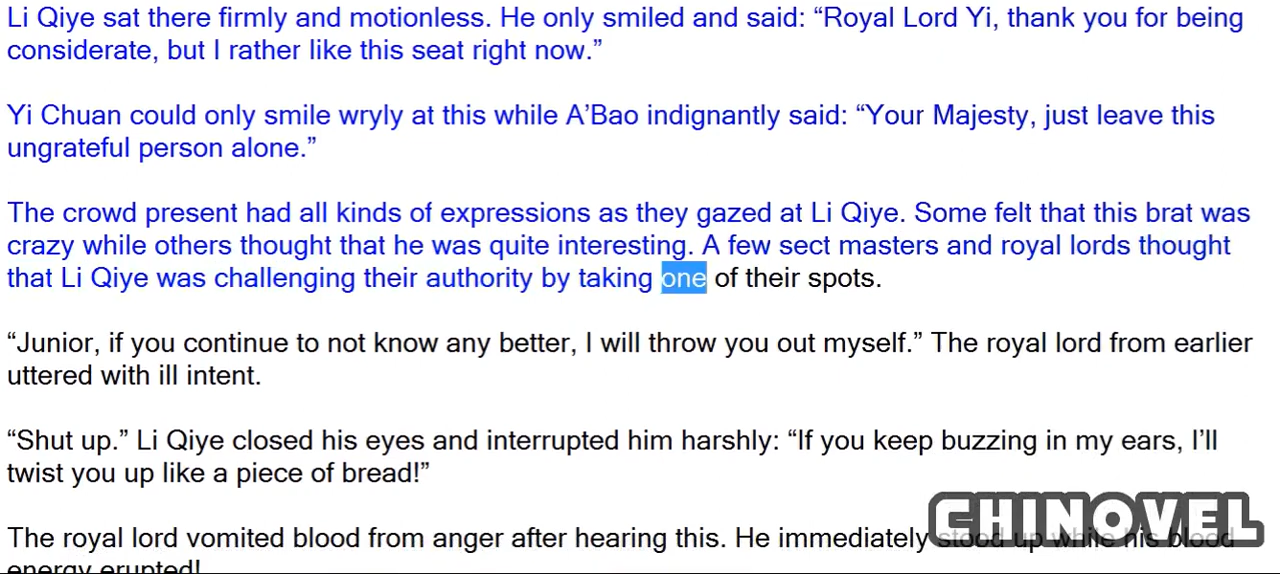 Li Qiye sat there firmly and motionless. He only smiled and said: “Royal Lord Yi, thank you for being
considerate, but I rather like this seat right now.”
Yi Chuan could only smile wryly at this while A’Bao indignantly said: “Your Majesty, just leave this
ungrateful person alone.”
The crowd present had all kinds of expressions as they gazed at Li Qiye. Some felt that this brat was
crazy while others thought that he was quite interesting. A few sect masters and royal lords thought
that Li Qiye was challenging their authority by taking one of their spots.
“Junior, if you continue to not know any better, I will throw you out myself.” The royal lord from earlier
uttered with ill intent.
“Shut up.” Li Qiye closed his eyes and interrupted him harshly: “If you keep buzzing in my ears, I’ll
twist you up like a piece of bread!”
The royal lord vomited blood from anger after hearing this. He immediately stood up while his blood
energy erupted!
CHINOVEL